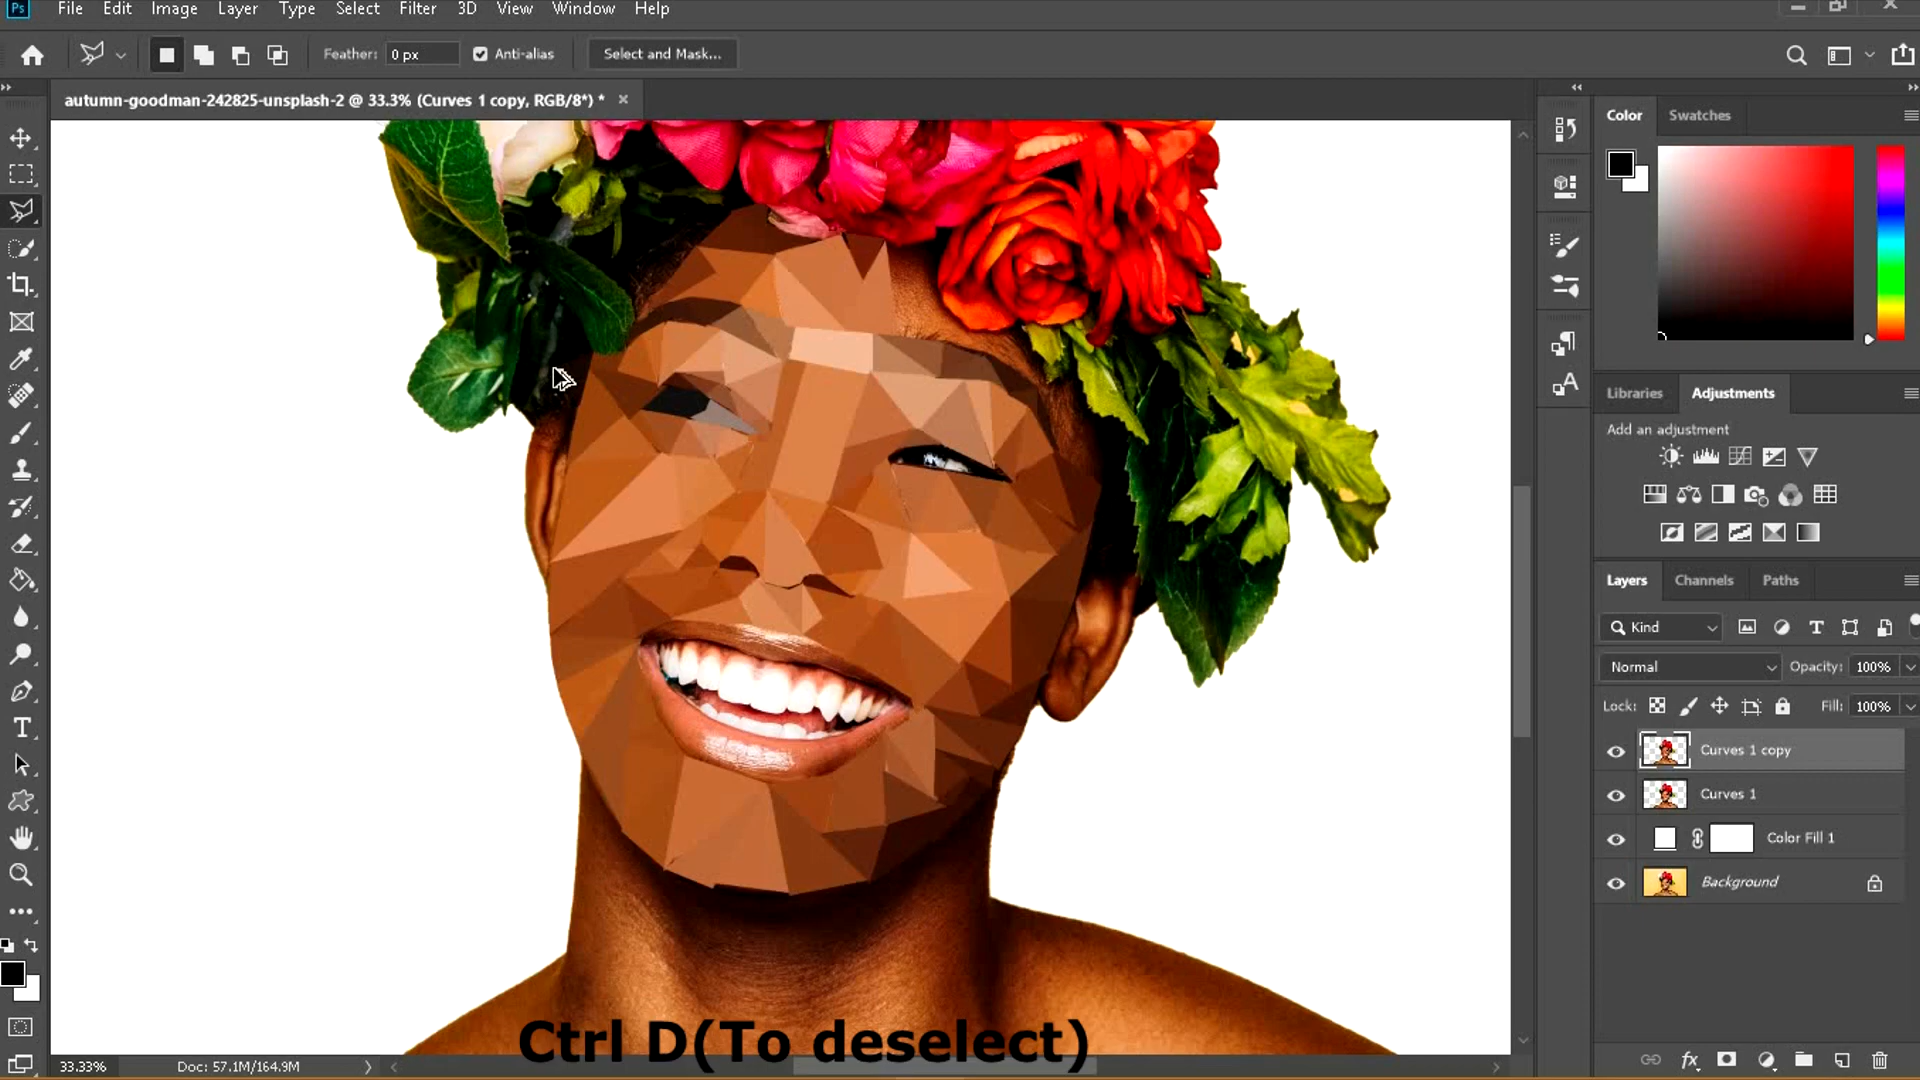 Ps File Edit Image Layer Type Select Filter 3D View Window Help
Feather: 0 px Anti-alias Select and Mask...
autumn-goodman-242825-unsplash-2 @ 33.3% (Curves 1 copy, RGB/8*) * ×
Color Swatches
Libraries Adjustments
Add an adjustment
Layers Channels Paths
Kind
Normal Opacity: 100%
Lock: Fill: 100%
Curves 1 copy
Curves 1
Color Fill 1
Background
Ctrl D(To deselect)
33.33% Doc: 57.1M/164.9M